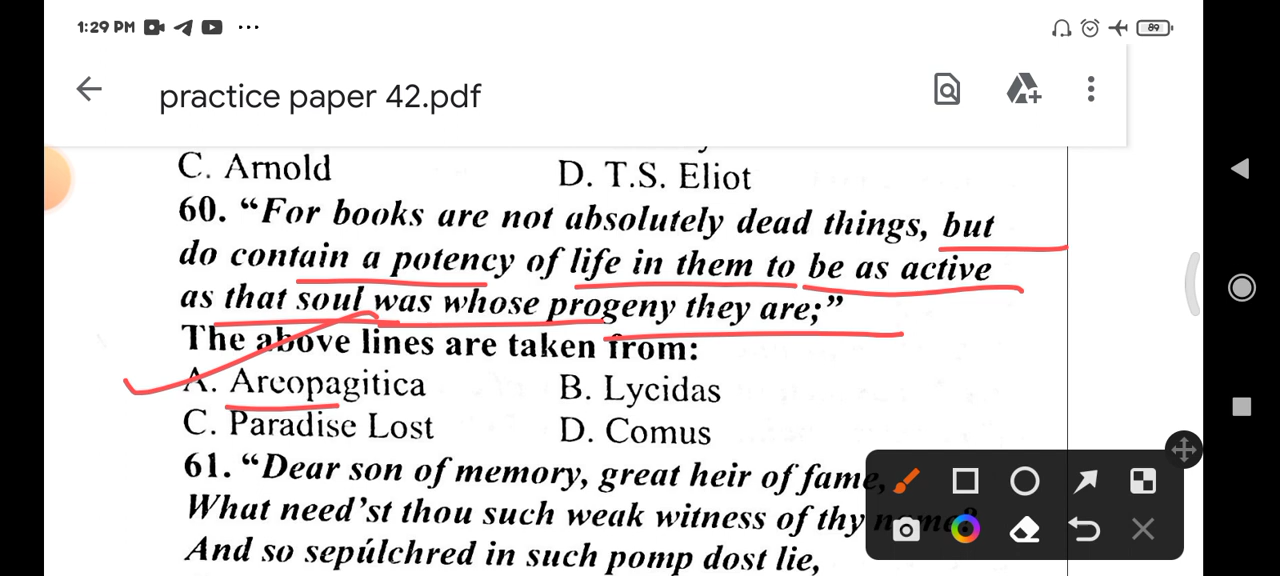 1:29 PM ...
89
practice paper 42.pdf
C. Arnold D. T.S. Eliot
60. “For books are not absolutely dead things, but
do contain a potency of life in them to be as active
as that soul was whose progeny they are;”
The above lines are taken from:
A. Areopagitica B. Lycidas
C. Paradise Lost D. Comus
61. “Dear son of memory, great heir of fame,
What need’st thou such weak witness of thy name?
And so sepúlchred in such pomp dost lie,